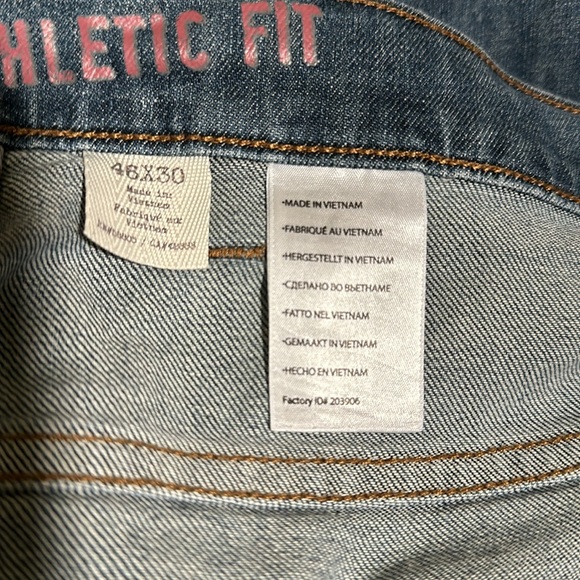 HLETIC FIT
46X30
Made in
Vietnam
Fabriqué au
Vietnam
•MADE IN VIETNAM
•FABRIQUÉ AU VIETNAM
•HERGESTELLT IN VIETNAM
•СДЕЛАНО ВО ВЬЕТНАМЕ
•FATTO NEL VIETNAM
•GEMAAKT IN VIETNAM
•HECHO EN VIETNAM
Factory ID# 203906